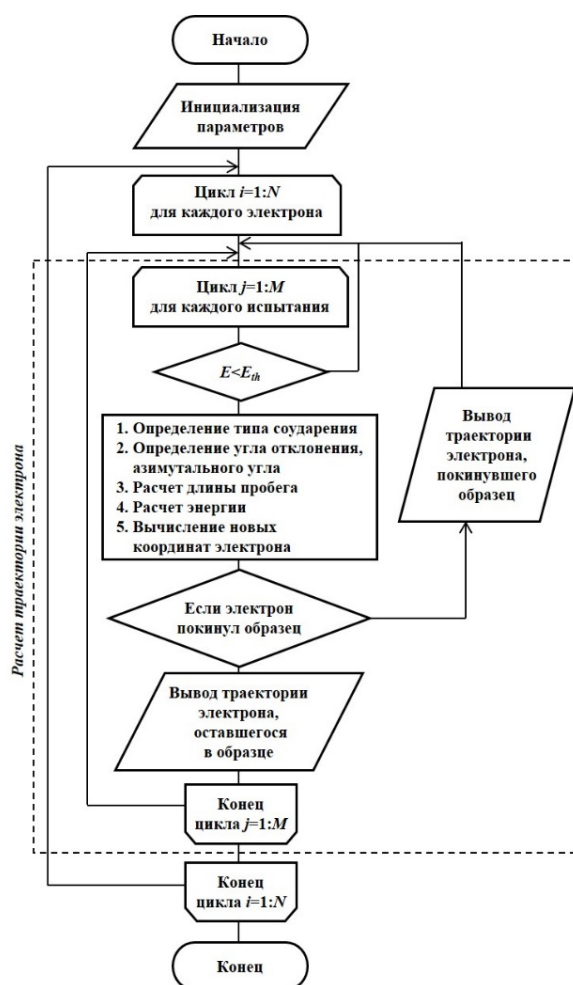 Начало
Инициализация
параметров
Цикл i=1:N
для каждого электрона
Цикл j=1:M
для каждого испытания
E<Eth
1. Определение типа соударения
2. Определение угла отклонения,
азимутального угла
3. Расчет длины пробега
4. Расчет энергии
5. Вычисление новых
координат электрона
Вывод
траектории
электрона,
покинувшего
образец
Если электрон
покинул образец
Вывод траектории
электрона,
оставшегося
в образце
Конец
цикла j=1:M
Конец
цикла i=1:N
Конец
Расчет траектории электрона